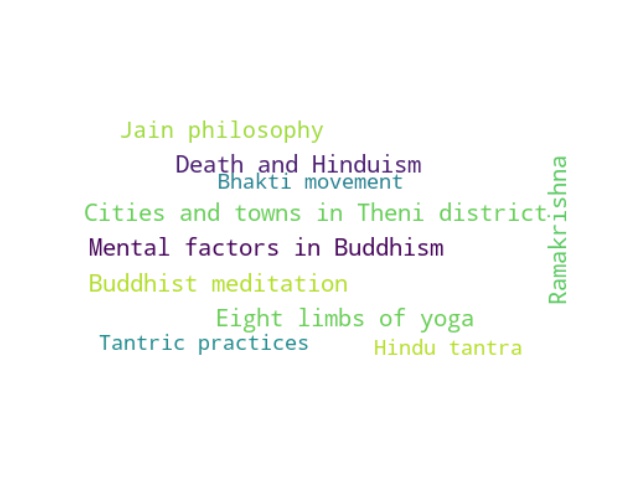 Jain philosophy
Death and Hinduism
Bhakti movement
Cities and towns in Theni district
Ramakrishna
Mental factors in Buddhism
Buddhist meditation
Eight limbs of yoga
Tantric practices
Hindu tantra